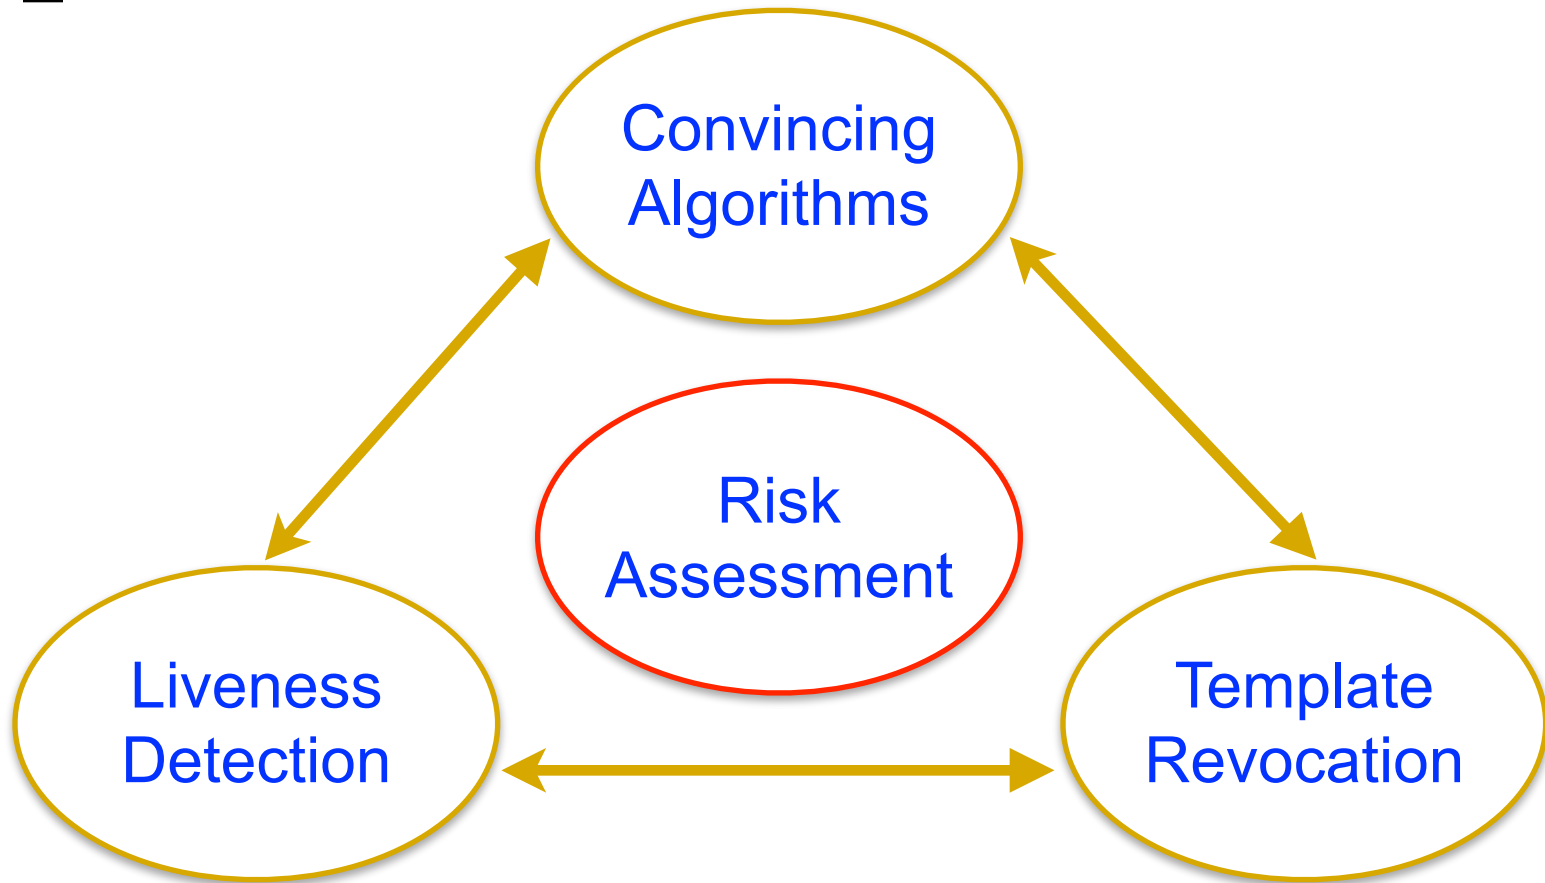 Convincing
Algorithms
Risk
Assessment
Liveness
Detection
Template
Revocation